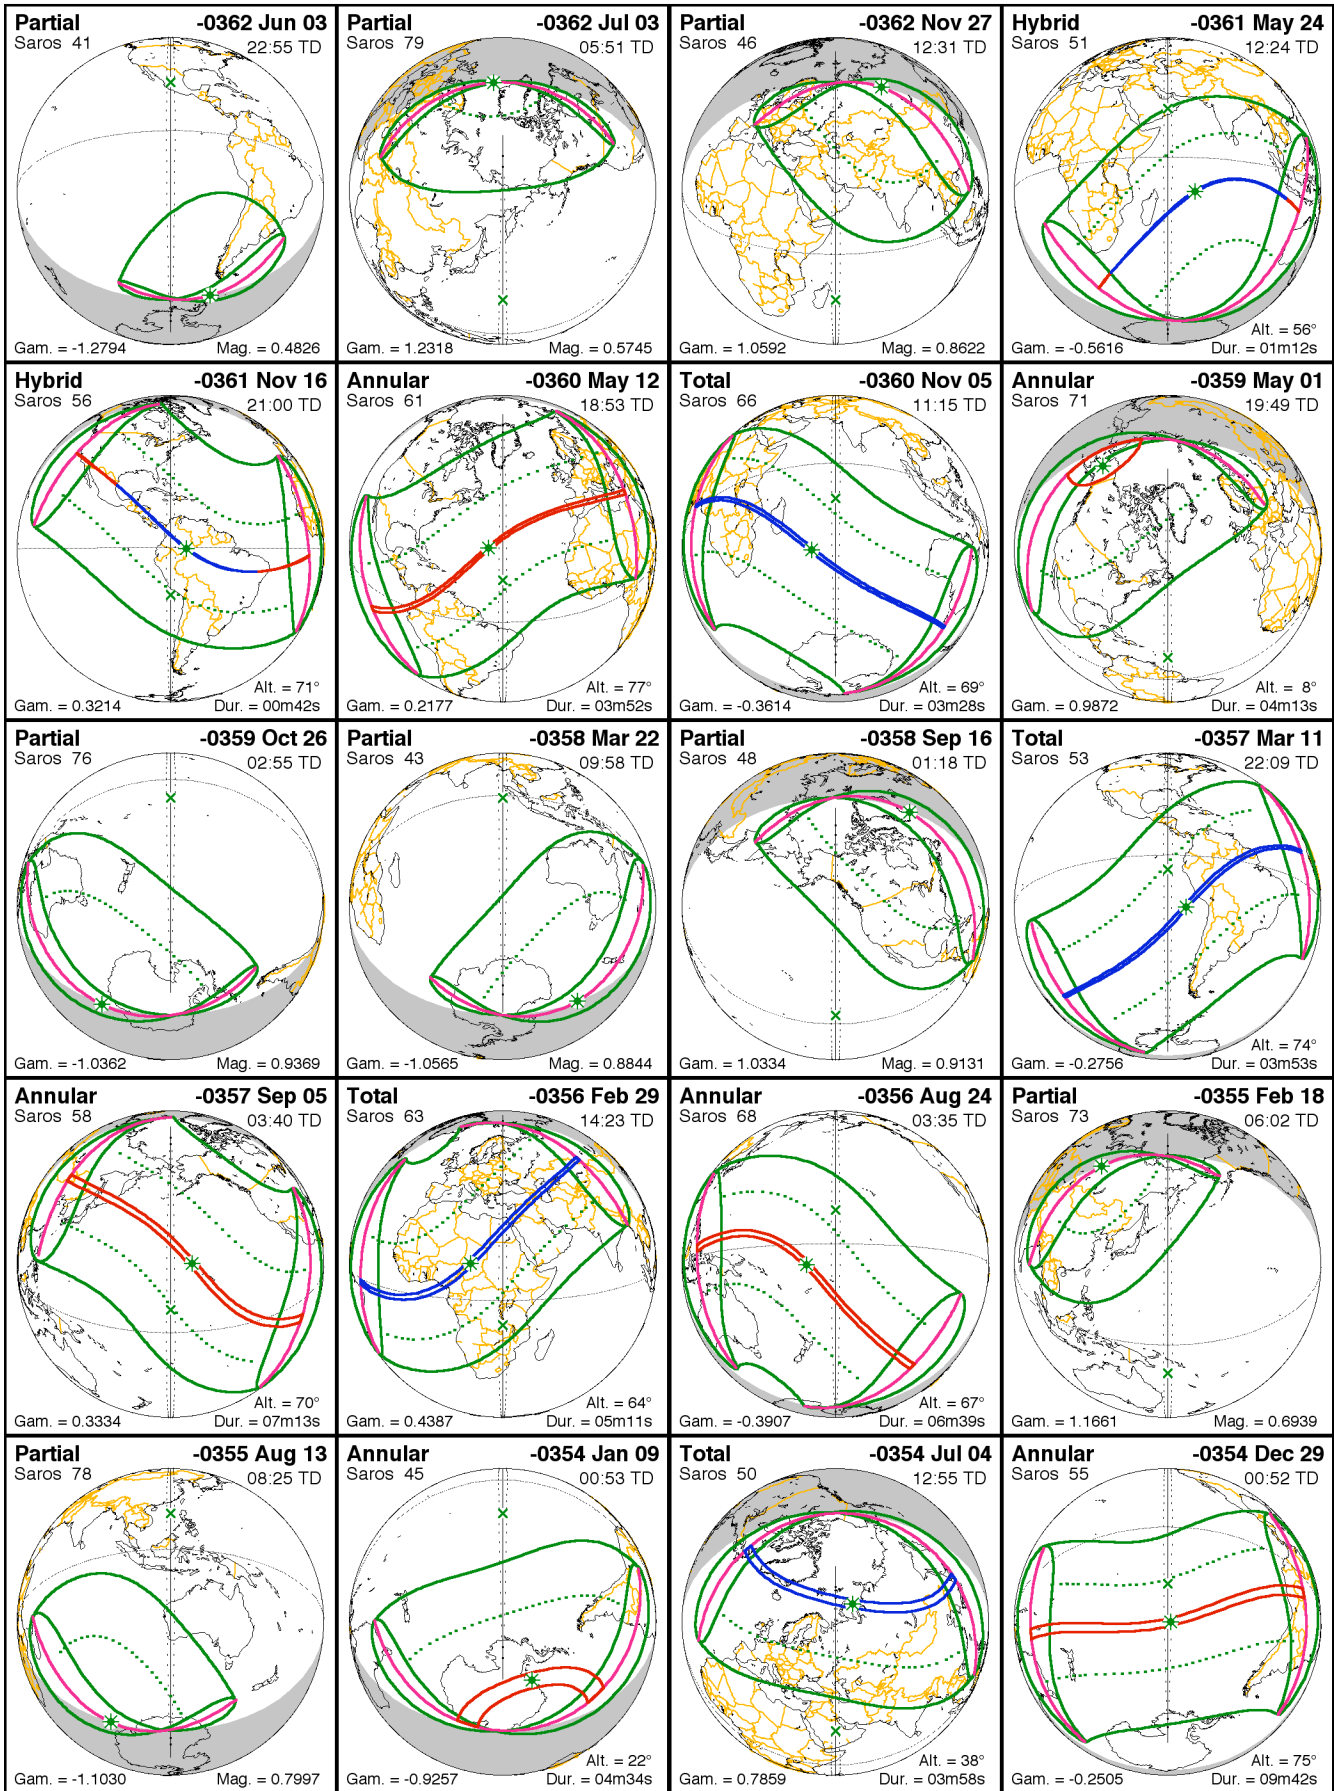 Partial -0362 Jun 03
Saros 41 22:55 TD
Gam. = -1.2794 Mag. = 0.4826
Partial -0362 Jul 03
Saros 79 05:51 TD
Gam. = 1.2318 Mag. = 0.5745
Partial -0362 Nov 27
Saros 46 12:31 TD
Gam. = 1.0592 Mag. = 0.8622
Hybrid -0361 May 24
Saros 51 12:24 TD
Alt. = 56°
Gam. = -0.5616 Dur. = 01m12s
Hybrid -0361 Nov 16
Saros 56 21:00 TD
Alt. = 71°
Gam. = 0.3214 Dur. = 00m42s
Annular -0360 May 12
Saros 61 18:53 TD
Alt. = 77°
Gam. = 0.2177 Dur. = 03m52s
Total -0360 Nov 05
Saros 66 11:15 TD
Alt. = 69°
Gam. = -0.3614 Dur. = 03m28s
Annular -0359 May 01
Saros 71 19:49 TD
Alt. = 8°
Gam. = 0.9872 Dur. = 04m13s
Partial -0359 Oct 26
Saros 76 02:55 TD
Gam. = -1.0362 Mag. = 0.9369
Partial -0358 Mar 22
Saros 43 09:58 TD
Gam. = -1.0565 Mag. = 0.8844
Partial -0358 Sep 16
Saros 48 01:18 TD
Gam. = 1.0334 Mag. = 0.9131
Total -0357 Mar 11
Saros 53 22:09 TD
Alt. = 74°
Gam. = -0.2756 Dur. = 03m53s
Annular -0357 Sep 05
Saros 58 03:40 TD
Alt. = 70°
Gam. = 0.3334 Dur. = 07m13s
Total -0356 Feb 29
Saros 63 14:23 TD
Alt. = 64°
Gam. = 0.4387 Dur. = 05m11s
Annular -0356 Aug 24
Saros 68 03:35 TD
Alt. = 67°
Gam. = -0.3907 Dur. = 06m39s
Partial -0355 Feb 18
Saros 73 06:02 TD
Gam. = 1.1661 Mag. = 0.6939
Partial -0355 Aug 13
Saros 78 08:25 TD
Gam. = -1.1030 Mag. = 0.7997
Annular -0354 Jan 09
Saros 45 00:53 TD
Alt. = 22°
Gam. = -0.9257 Dur. = 04m34s
Total -0354 Jul 04
Saros 50 12:55 TD
Alt. = 38°
Gam. = 0.7859 Dur. = 03m58s
Annular -0354 Dec 29
Saros 55 00:52 TD
Alt. = 75°
Gam. = -0.2505 Dur. = 09m42s